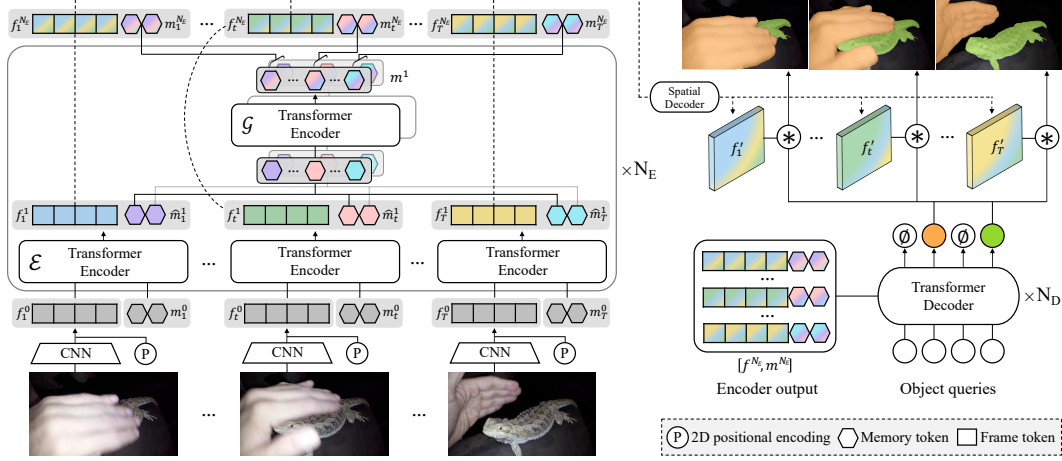 f_1^{N_E} m_1^{N_E} ... f_t^{N_E} m_t^{N_E} ... f_T^{N_E} m_T^{N_E}
... ...
m^1
G Transformer
Encoder
... ...
×N_E
f_1^1 m̂_1^1 f_t^1 m̂_t^1 f_T^1 m̂_T^1
ℰ Transformer
Encoder
...
Transformer
Encoder
...
Transformer
Encoder
f_1^0 m_1^0 f_t^0 m_t^0 f_T^0 m_T^0
CNN P CNN P CNN P
... ...
Spatial
Decoder
f'_1 * ... f'_t * ... f'_T *
∅ ∅
Transformer
Decoder
×N_D
...
...
[f^{N_E}, m^{N_E}]
Encoder output
Object queries
P 2D positional encoding Memory token Frame token